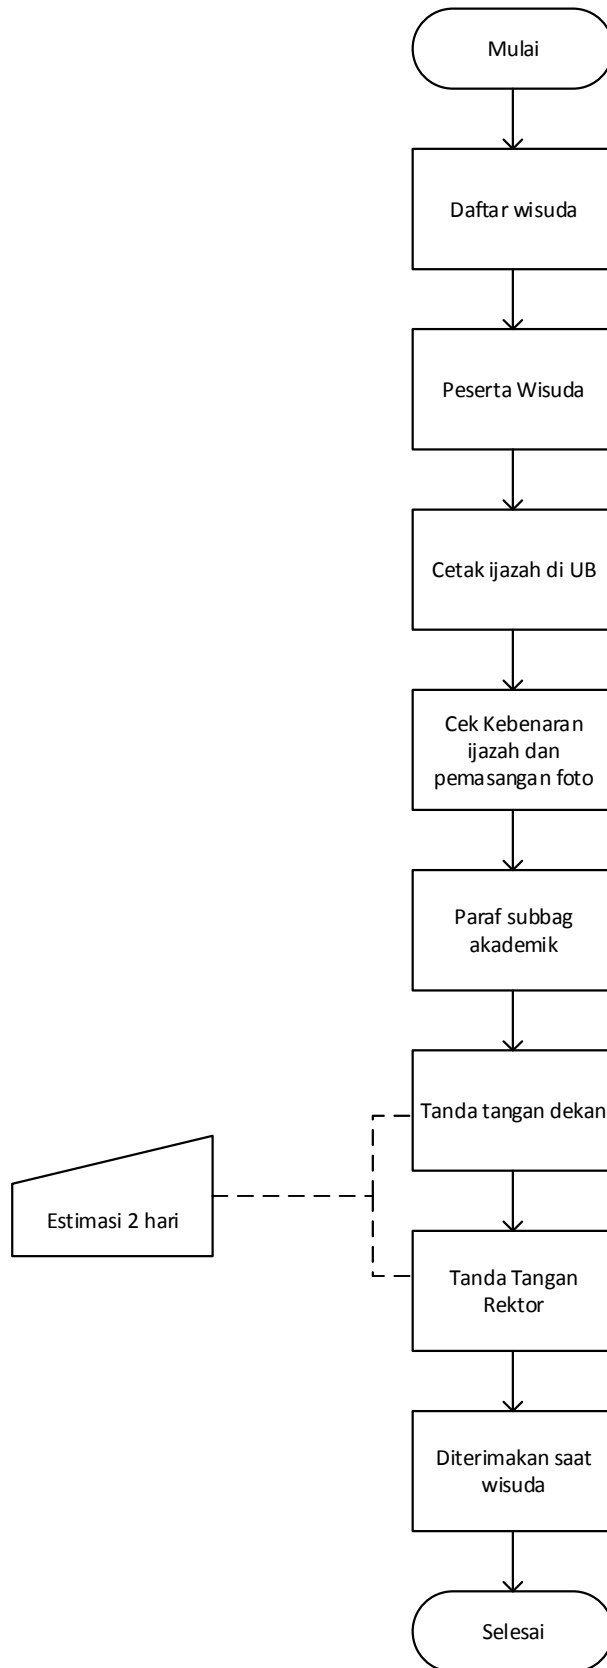 Mulai
Daftar wisuda
Peserta Wisuda
Cetak ijazah di UB
Cek Kebenaran
ijazah dan
pemasangan foto
Paraf subbag
akademik
Tanda tangan dekan
Estimasi 2 hari
Tanda Tangan
Rektor
Diterimakan saat
wisuda
Selesai